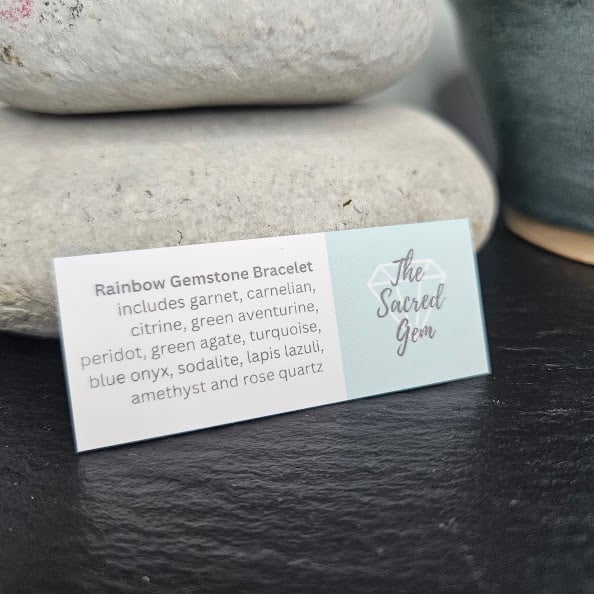 Rainbow Gemstone Bracelet
includes garnet, carnelian,
citrine, green aventurine,
peridot, green agate, turquoise,
blue onyx, sodalite, lapis lazuli,
amethyst and rose quartz
The
Sacred
Gem